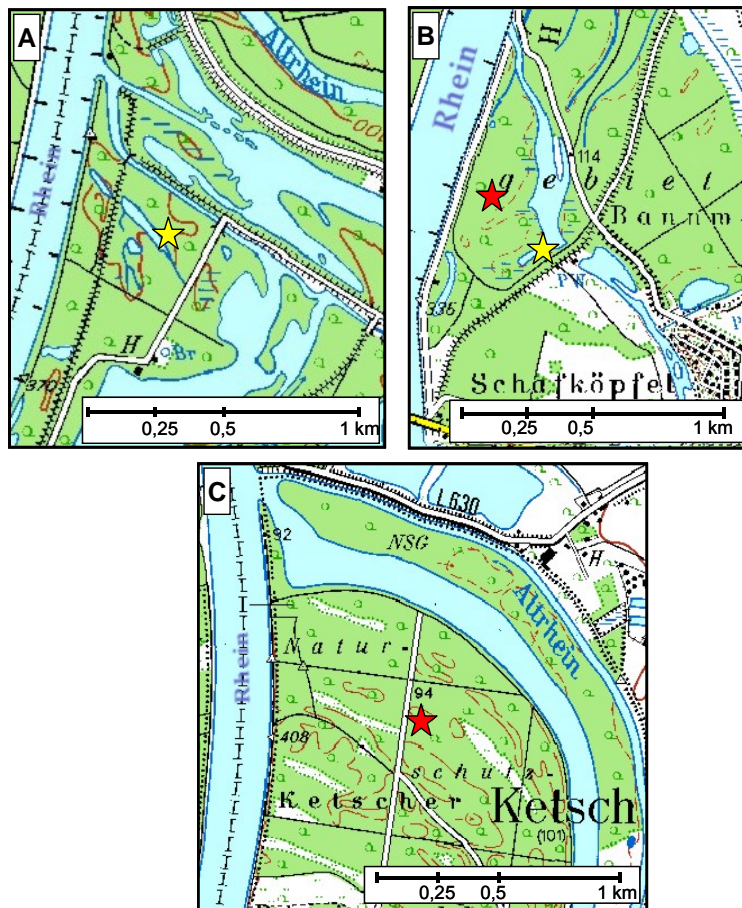 A
Altrhein
Rhein
H
Br
370
0,25 0,5 1 km
B
Rhein
H
114
gebiet
Bannm
PW
335
Schafköpfel
0,25 0,5 1 km
C
L 630
92
NSG
H
Altrhein
Rhein
Natur-
94
408
schutz-
Ketscher
Ketsch
(101)
0,25 0,5 1 km